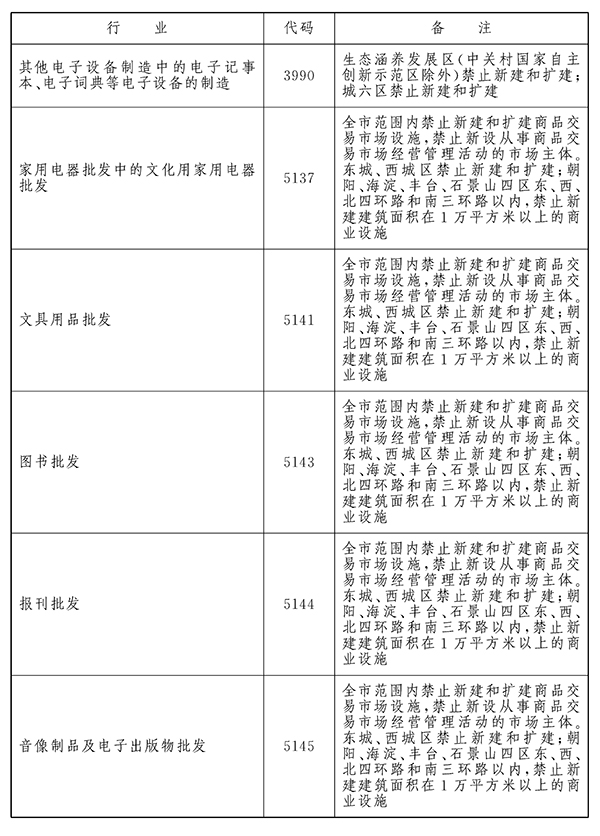 行 业 代码 备 注
其他电子设备制造中的电子记事
本、电子词典等电子设备的制造
3990
生态涵养发展区(中关村国家自主
创新示范区除外)禁止新建和扩建;
城六区禁止新建和扩建
家用电器批发中的文化用家用电器
批发
5137
全市范围内禁止新建和扩建商品交
易市场设施,禁止新设从事商品交
易市场经营管理活动的市场主体。
东城、西城区禁止新建和扩建;朝
阳、海淀、丰台、石景山四区东、西、
北四环路和南三环路以内,禁止新
建建筑面积在1万平方米以上的商
业设施
文具用品批发
5141
全市范围内禁止新建和扩建商品交
易市场设施,禁止新设从事商品交
易市场经营管理活动的市场主体。
东城、西城区禁止新建和扩建;朝
阳、海淀、丰台、石景山四区东、西、
北四环路和南三环路以内,禁止新
建建筑面积在1万平方米以上的商
业设施
图书批发
5143
全市范围内禁止新建和扩建商品交
易市场设施,禁止新设从事商品交
易市场经营管理活动的市场主体。
东城、西城区禁止新建和扩建;朝
阳、海淀、丰台、石景山四区东、西、
北四环路和南三环路以内,禁止新
建建筑面积在1万平方米以上的商
业设施
报刊批发
5144
全市范围内禁止新建和扩建商品交
易市场设施,禁止新设从事商品交
易市场经营管理活动的市场主体。
东城、西城区禁止新建和扩建;朝
阳、海淀、丰台、石景山四区东、西、
北四环路和南三环路以内,禁止新
建建筑面积在1万平方米以上的商
业设施
音像制品及电子出版物批发
5145
全市范围内禁止新建和扩建商品交
易市场设施,禁止新设从事商品交
易市场经营管理活动的市场主体。
东城、西城区禁止新建和扩建;朝
阳、海淀、丰台、石景山四区东、西、
北四环路和南三环路以内,禁止新
建建筑面积在1万平方米以上的商
业设施